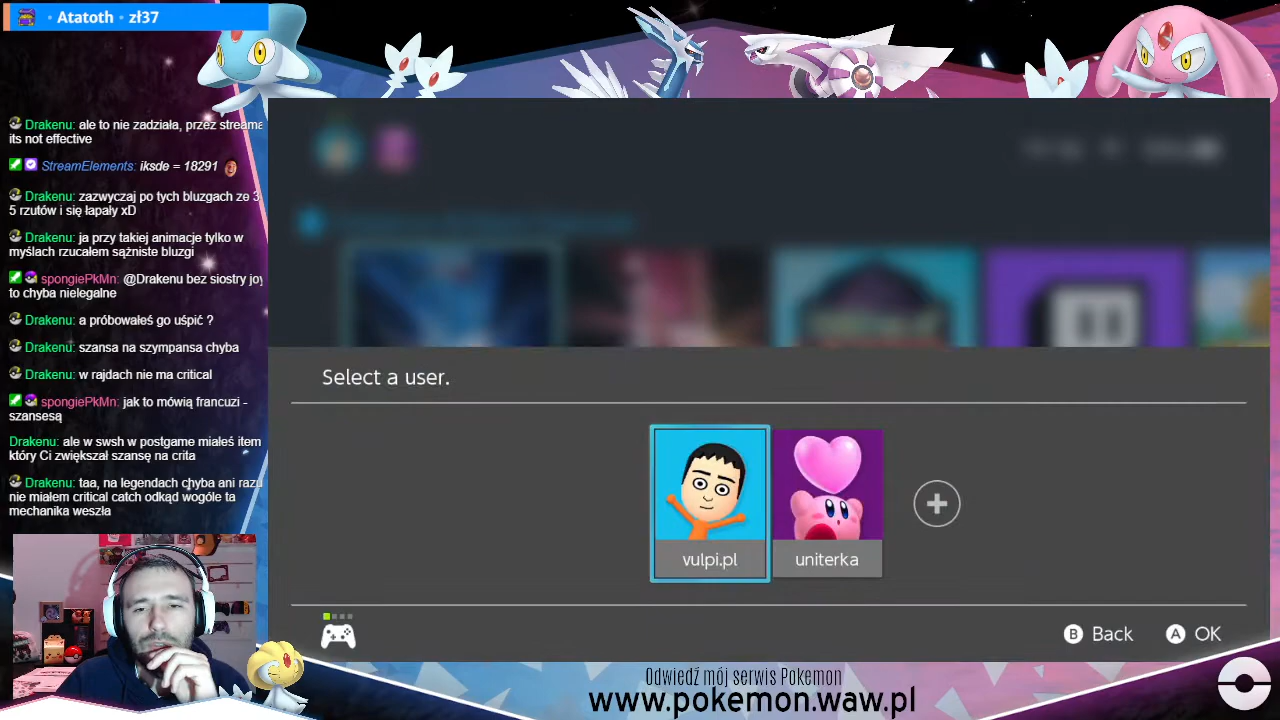 Atatoth • zł37
Drakenu: ale to nie zadziała, przez streama
its not effective
StreamElements: iksde = 18291
Drakenu: zazwyczaj po tych bluzgach ze 3
5 rzutów i się łapały xD
Drakenu: ja przy takiej animacje tylko w
myślach rzucałem sążniste bluzgi
spongiePkMn: @Drakenu bez siostry joy
to chyba nielegalne
Drakenu: a próbowałeś go uśpić ?
Drakenu: szansa na szympansa chyba
Drakenu: w rajdach nie ma critical
spongiePkMn: jak to mówią francuzi -
szansesą
Drakenu: ale w swsh w postgame miałeś item
który Ci zwiększał szansę na crita
Drakenu: taa, na legendach chyba ani razu
nie miałem critical catch odkąd wogóle ta
mechanika weszła
Select a user.
vulpi.pl
uniterka
B Back
A OK
Odwiedź mój serwis Pokemon
www.pokemon.waw.pl